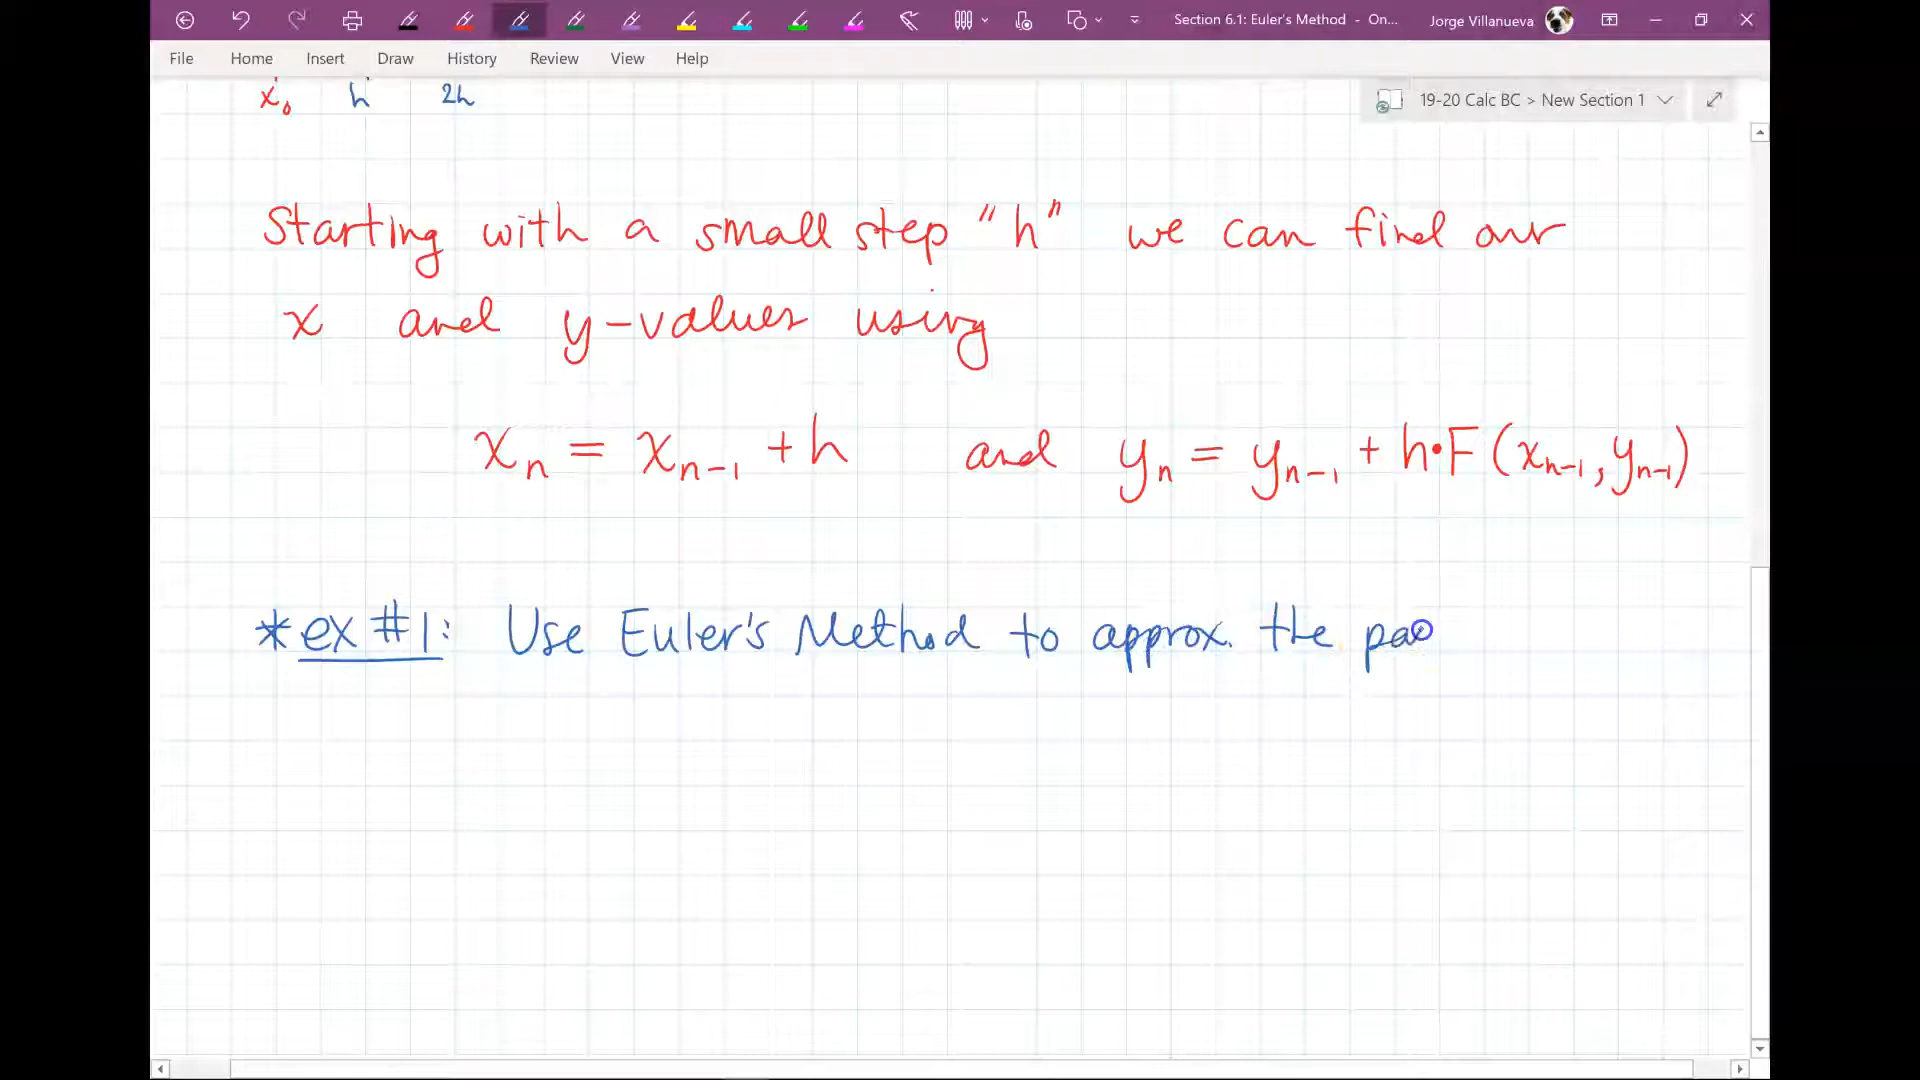 Section 6.1: Euler's Method - On...
Jorge Villanueva
File Home Insert Draw History Review View Help
x₀ h 2h
19-20 Calc BC > New Section 1
Starting with a small step "h" we can find our
x and y-values using
xₙ = xₙ₋₁ + h and yₙ = yₙ₋₁ + h•F(xₙ₋₁, yₙ₋₁)
*ex #1: Use Euler's Method to approx. the